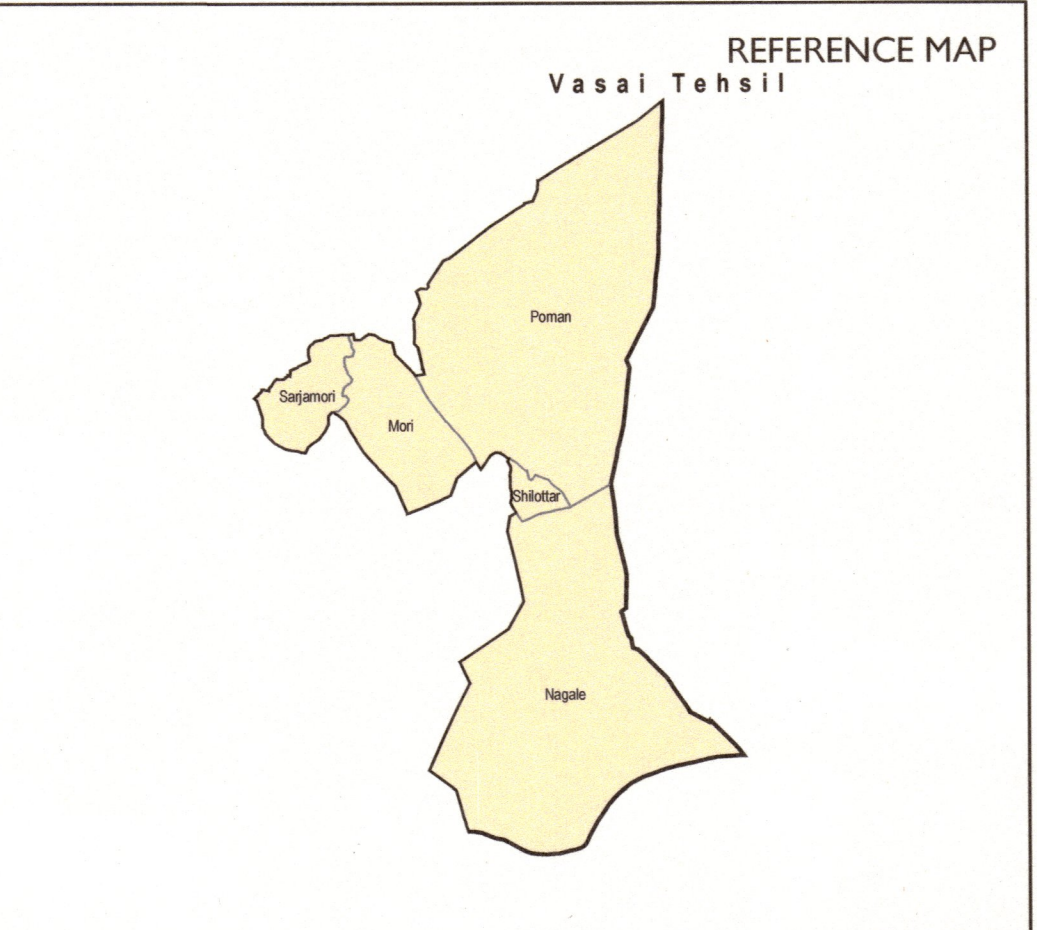 REFERENCE MAP
Vasai Tehsil
Poman
Sarjamori
Mori
Shilottar
Nagale